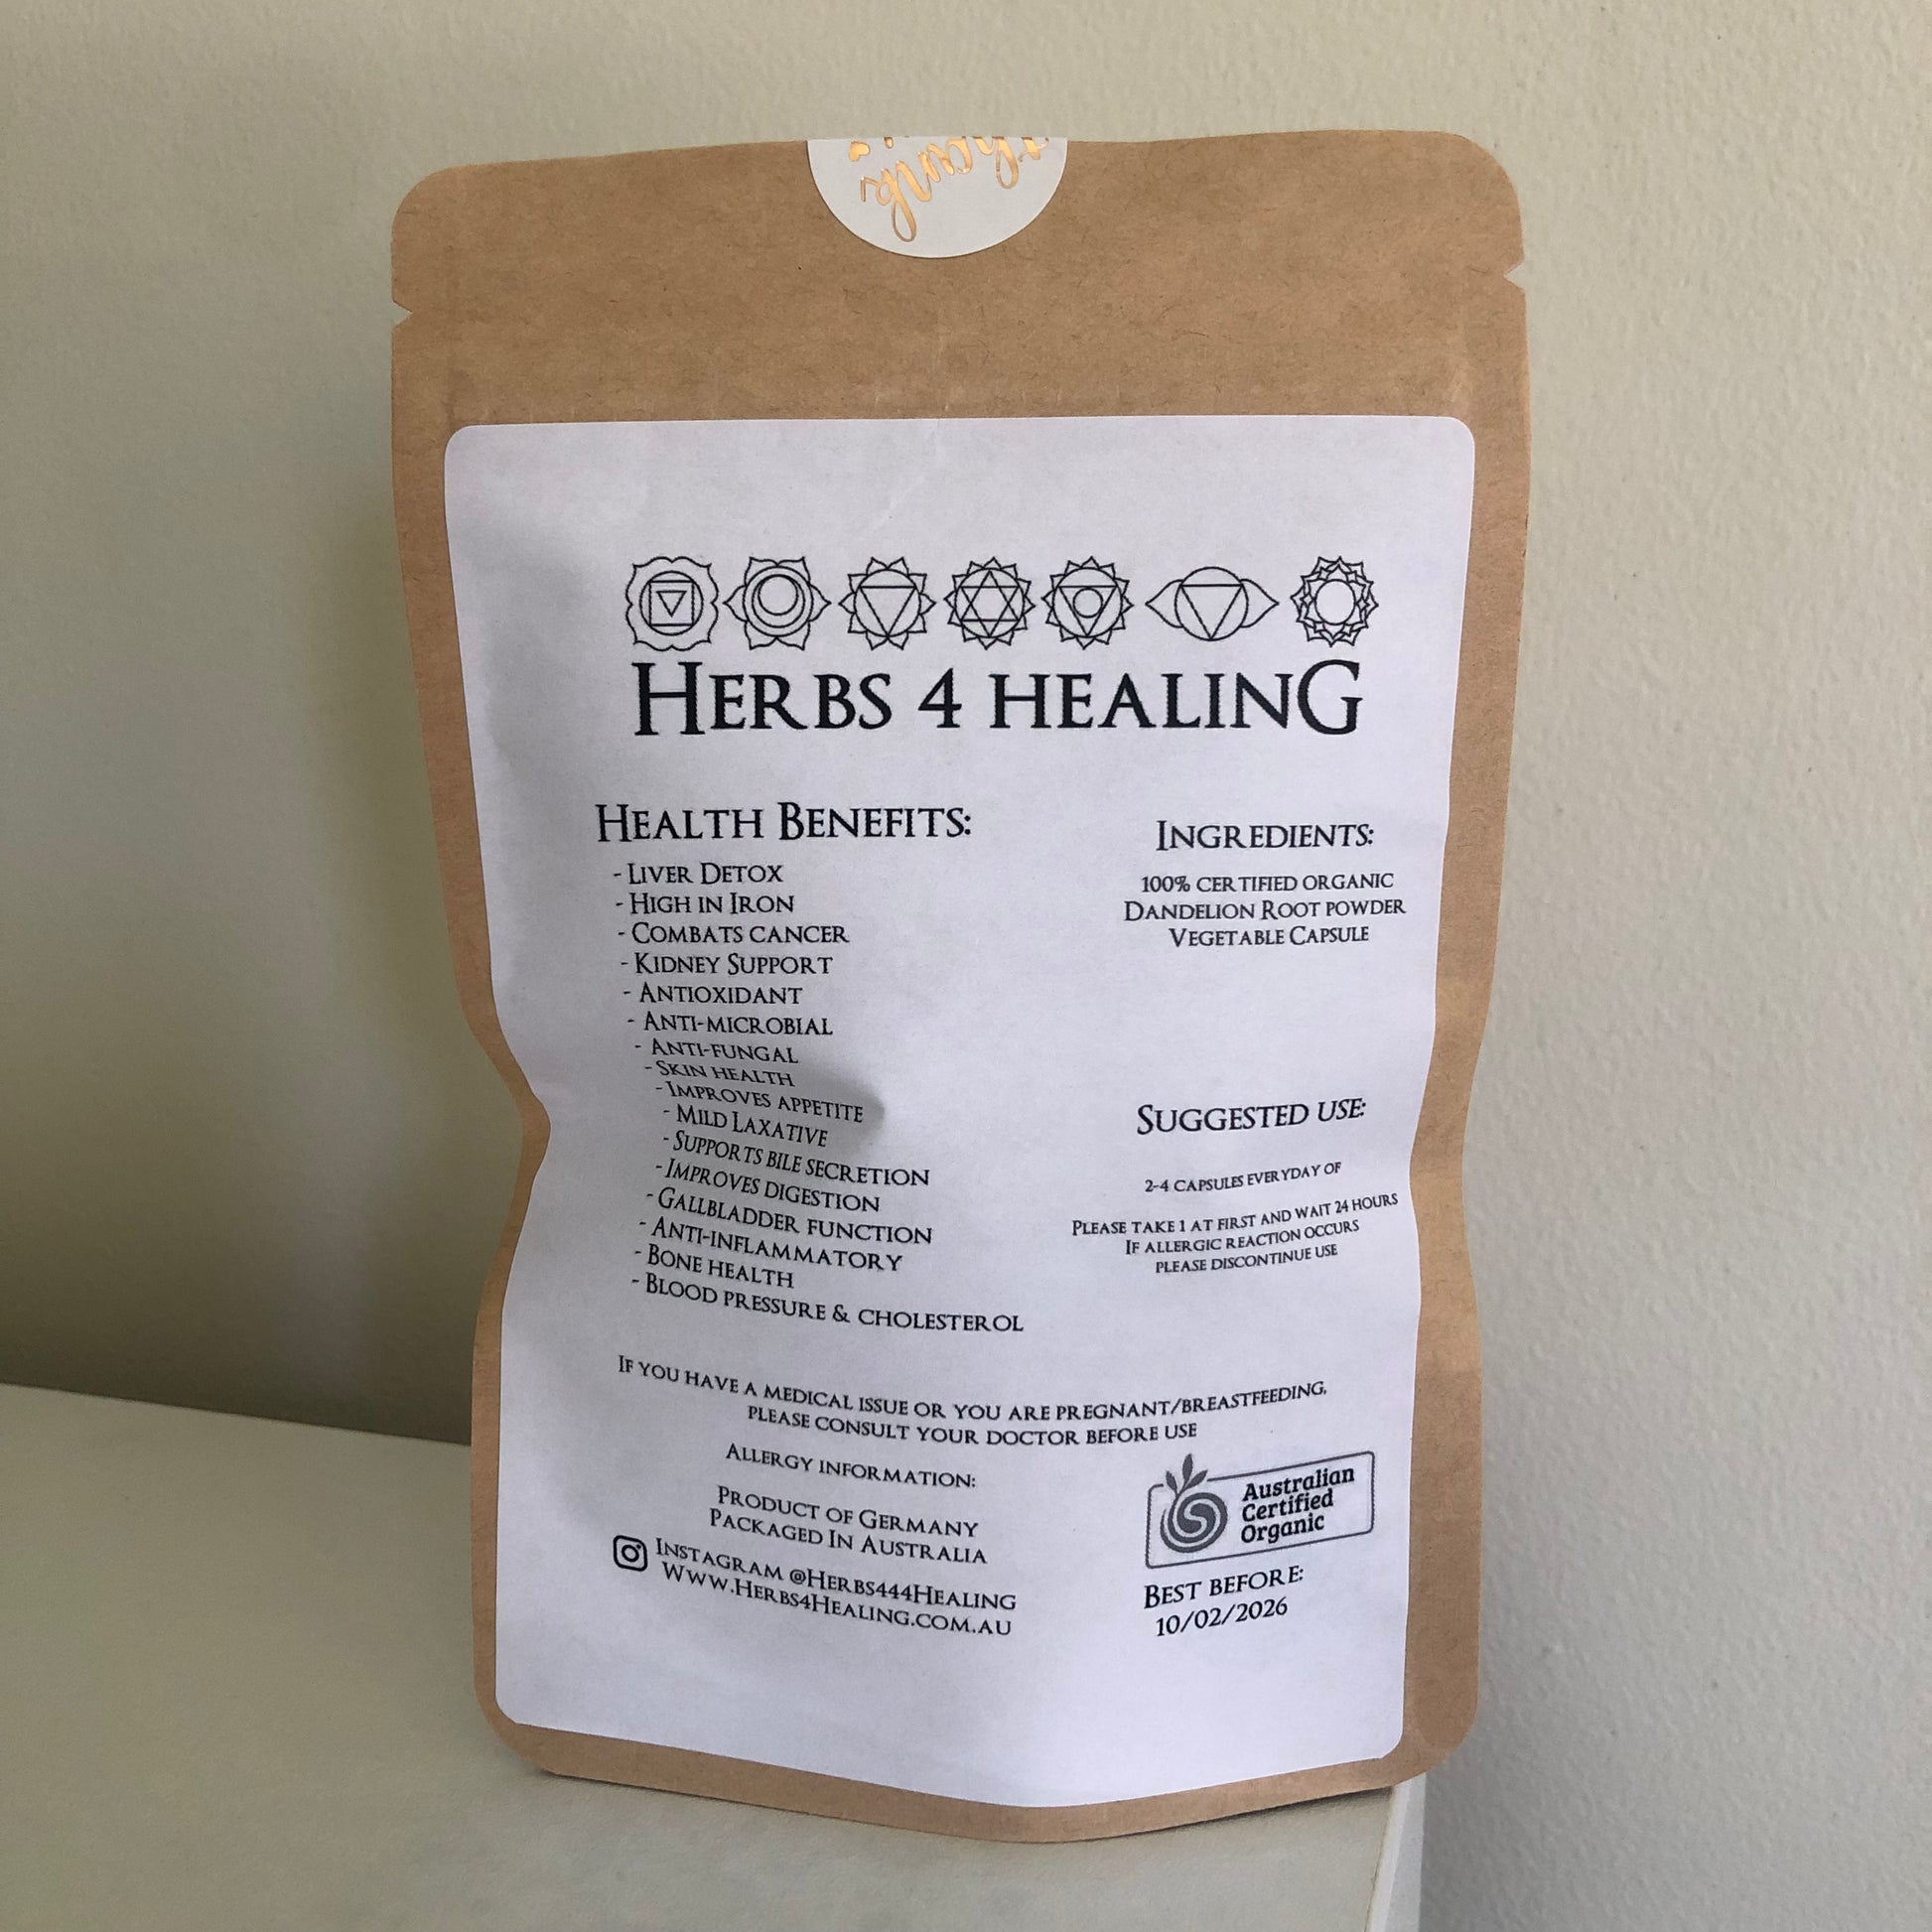 thank
HERBS 4 HEALING
HEALTH BENEFITS:
- LIVER DETOX
- HIGH IN IRON
- COMBATS CANCER
- KIDNEY SUPPORT
- ANTIOXIDANT
- ANTI-MICROBIAL
- ANTI-FUNGAL
- SKIN HEALTH
- IMPROVES APPETITE
- MILD LAXATIVE
- SUPPORTS BILE SECRETION
- IMPROVES DIGESTION
- GALLBLADDER FUNCTION
- ANTI-INFLAMMATORY
- BONE HEALTH
- BLOOD PRESSURE & CHOLESTEROL
INGREDIENTS:
100% CERTIFIED ORGANIC
DANDELION ROOT POWDER
VEGETABLE CAPSULE
SUGGESTED USE:
2-4 CAPSULES EVERYDAY OF
PLEASE TAKE 1 AT FIRST AND WAIT 24 HOURS
IF ALLERGIC REACTION OCCURS
PLEASE DISCONTINUE USE
IF YOU HAVE A MEDICAL ISSUE OR YOU ARE PREGNANT/BREASTFEEDING,
PLEASE CONSULT YOUR DOCTOR BEFORE USE
ALLERGY INFORMATION:
PRODUCT OF GERMANY
PACKAGED IN AUSTRALIA
INSTAGRAM @HERBS444HEALING
WWW.HERBS4HEALING.COM.AU
Australian
Certified
Organic
BEST BEFORE:
10/02/2026